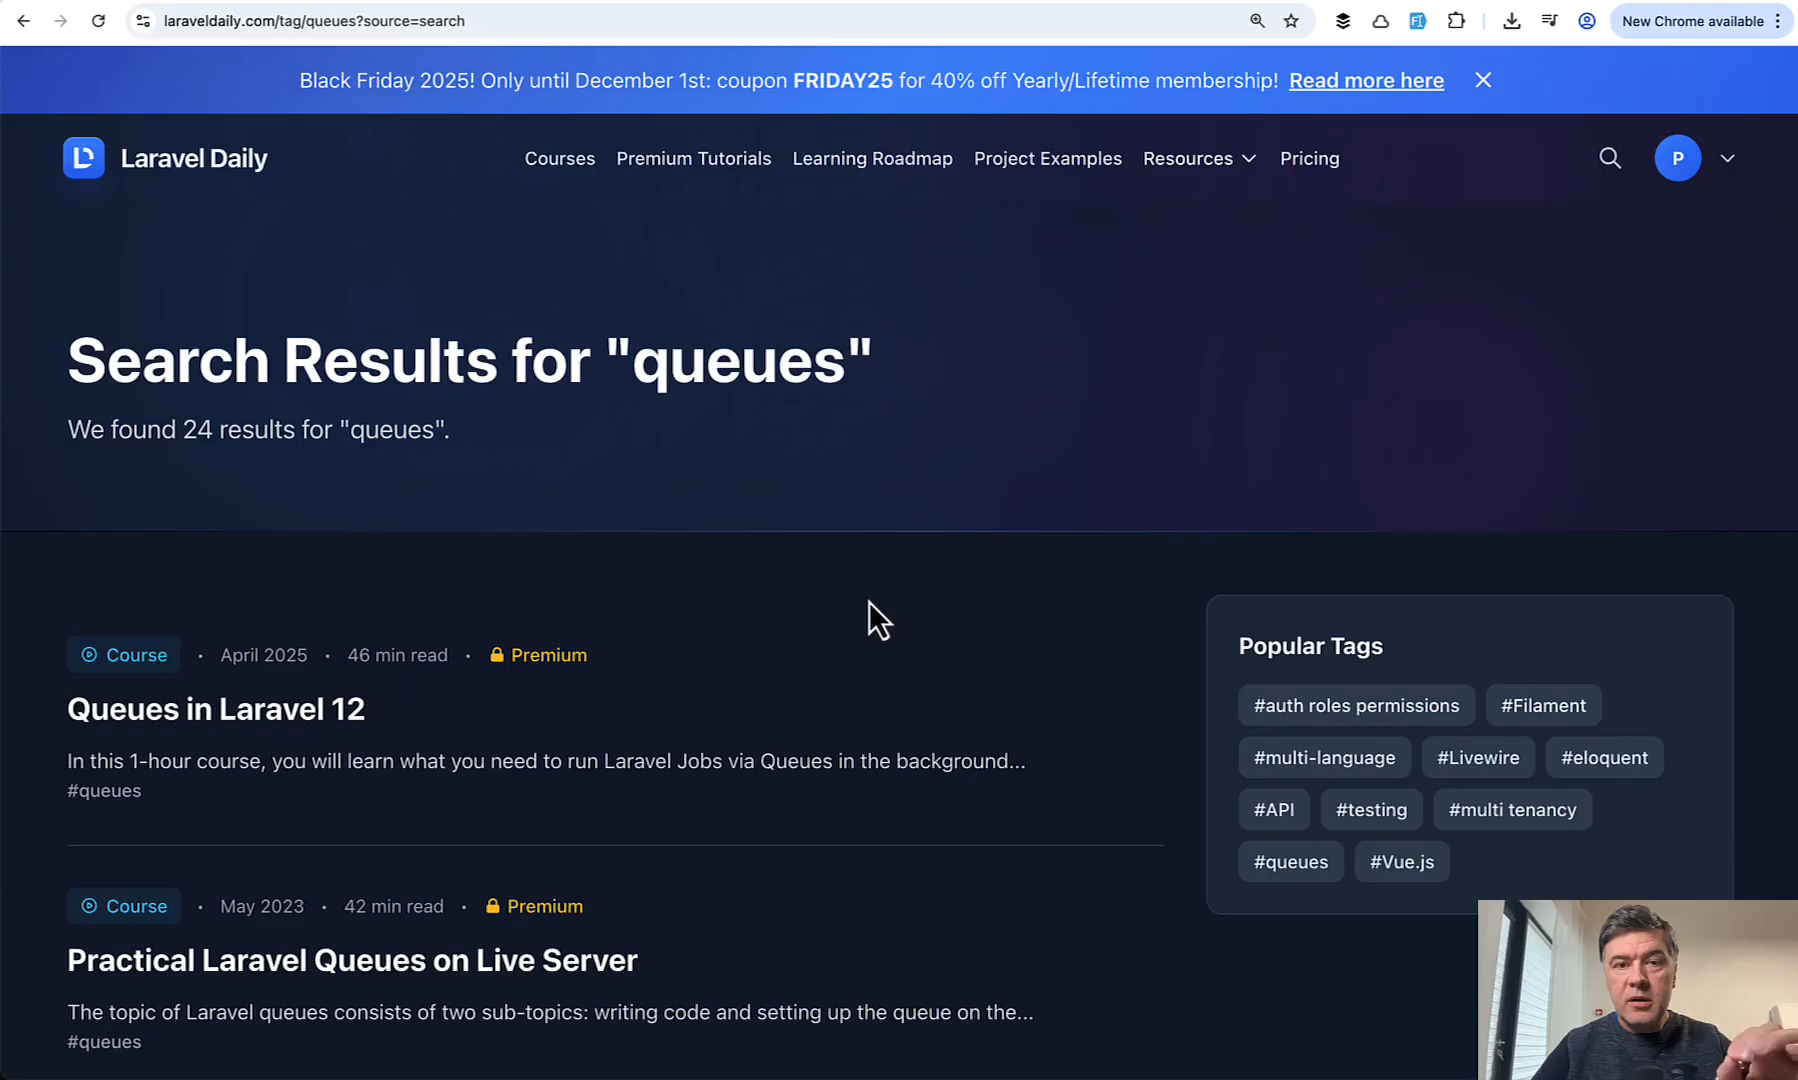 laraveldaily.com/tag/queues?source=search
New Chrome available
Black Friday 2025! Only until December 1st: coupon FRIDAY25 for 40% off Yearly/Lifetime membership! Read more here
Laravel Daily
Courses
Premium Tutorials
Learning Roadmap
Project Examples
Resources
Pricing
P
Search Results for "queues"
We found 24 results for "queues".
Course • April 2025 • 46 min read • Premium
Queues in Laravel 12
In this 1-hour course, you will learn what you need to run Laravel Jobs via Queues in the background...
#queues
Course • May 2023 • 42 min read • Premium
Practical Laravel Queues on Live Server
The topic of Laravel queues consists of two sub-topics: writing code and setting up the queue on the...
#queues
Popular Tags
#auth roles permissions #Filament
#multi-language #Livewire #eloquent
#API #testing #multi tenancy
#queues #Vue.js